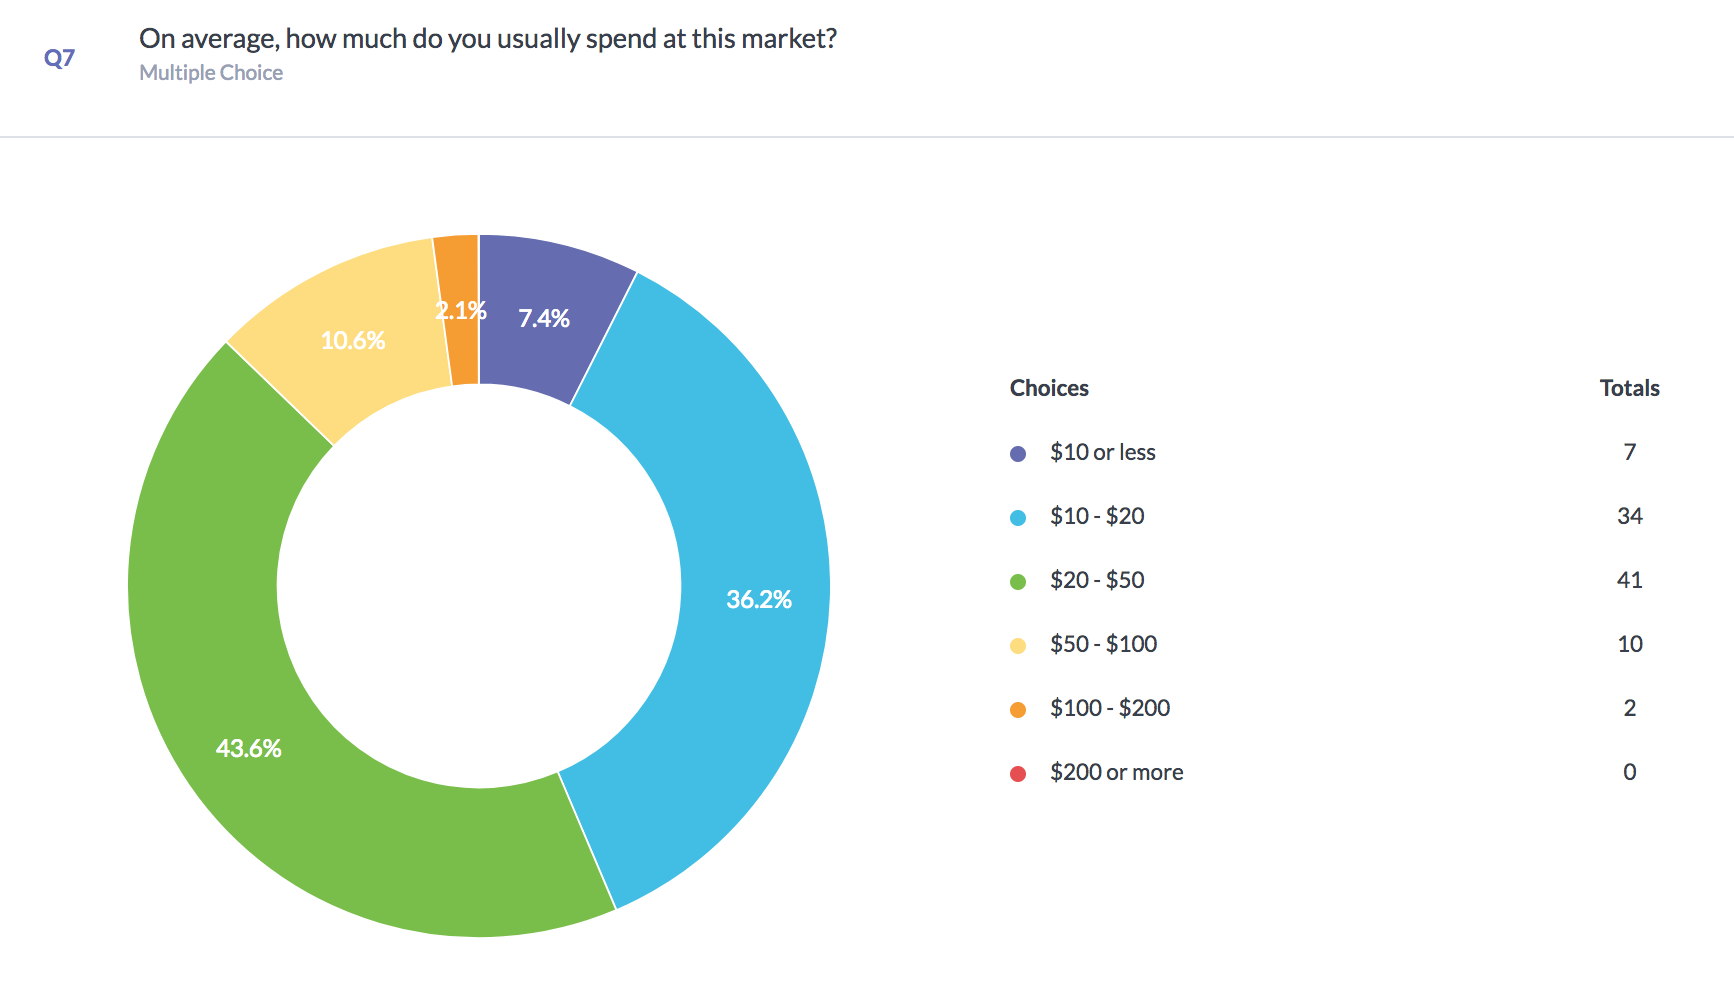 Q7
On average, how much do you usually spend at this market?
Multiple Choice
2.1%
7.4%
10.6%
36.2%
43.6%
Choices Totals
$10 or less 7
$10 - $20 34
$20 - $50 41
$50 - $100 10
$100 - $200 2
$200 or more 0